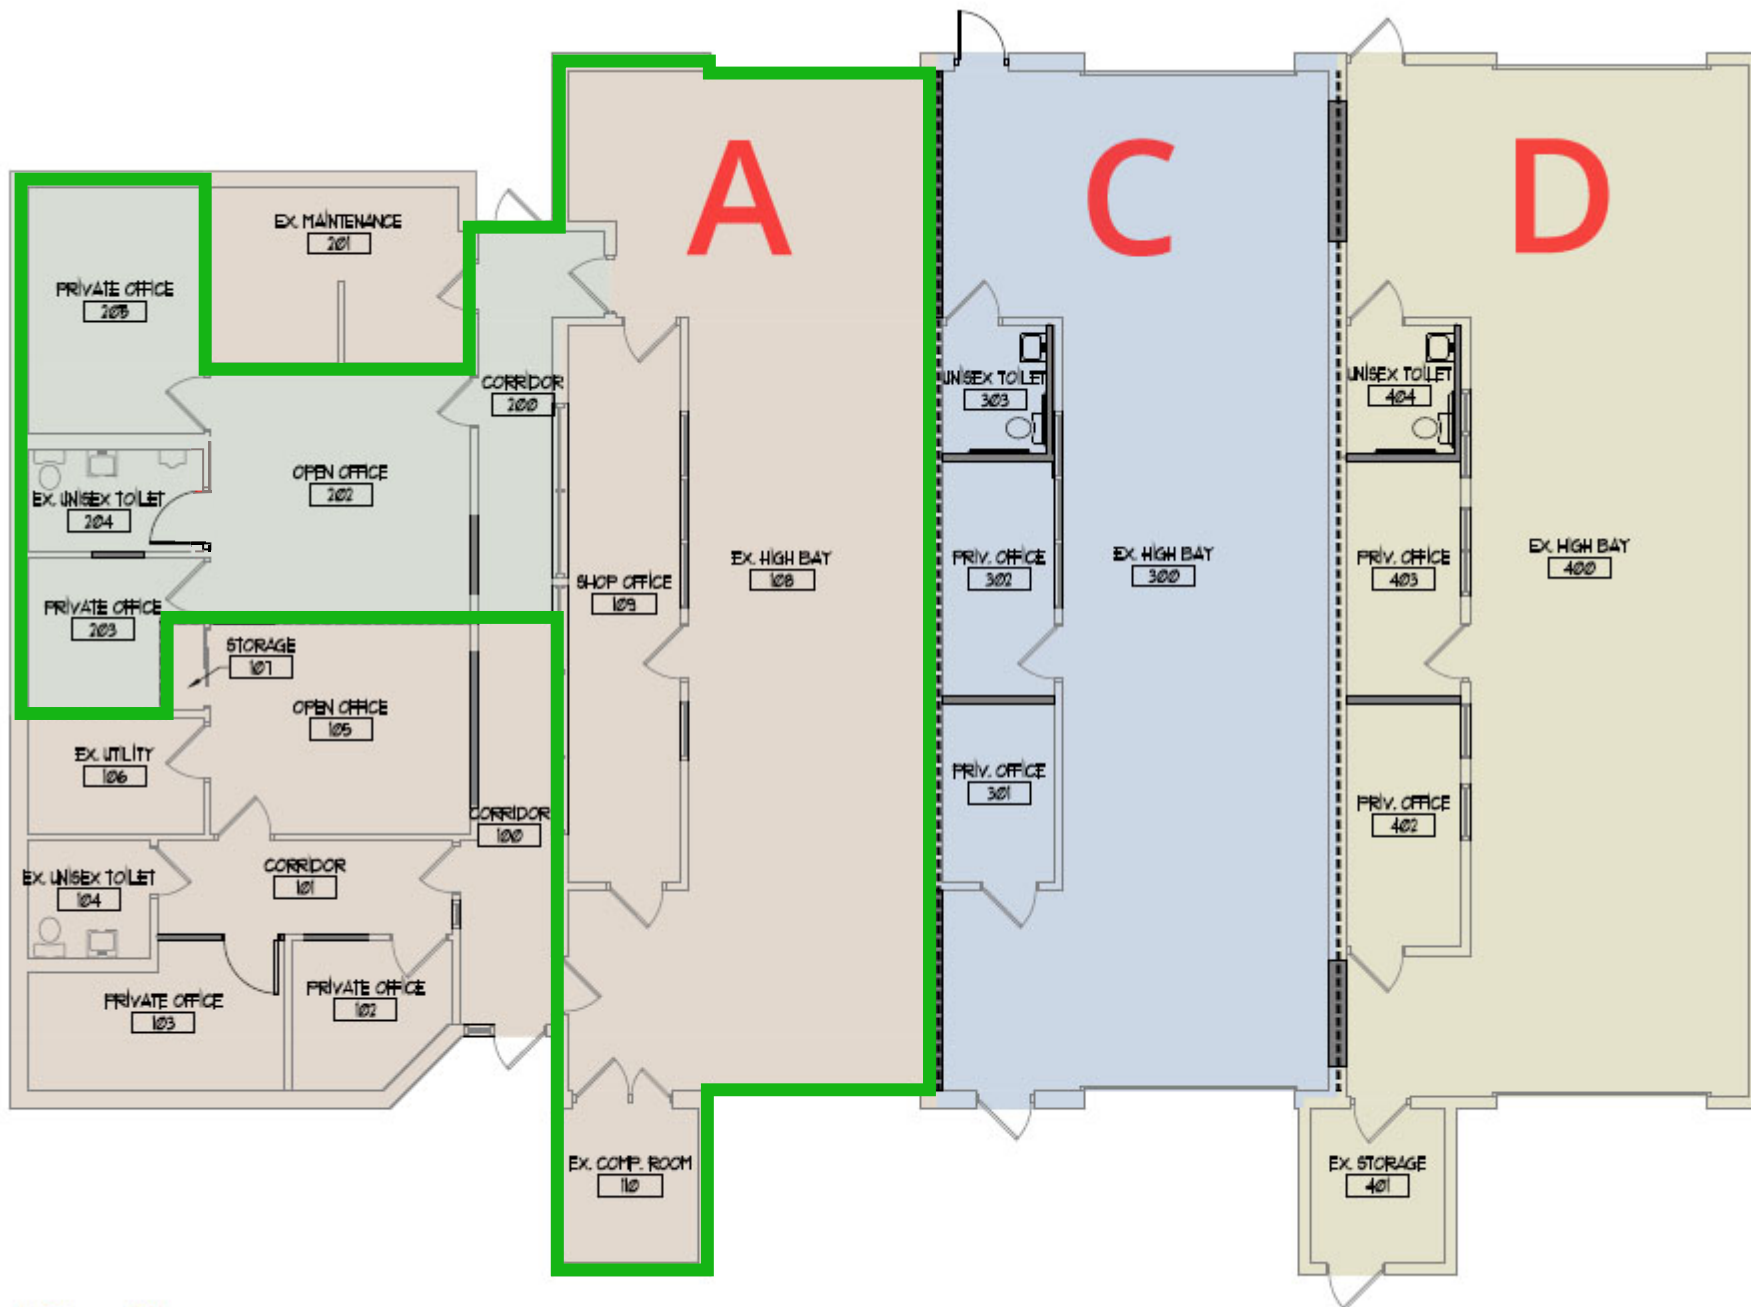 A
C
D
EX. MAINTENANCE
201
PRIVATE OFFICE
205
CORRIDOR
200
UNISEX TOILET
303
UNISEX TOILET
404
OPEN OFFICE
202
EX. UNISEX TOILET
204
EX. HIGH BAY
108
SHOP OFFICE
109
PRIV. OFFICE
302
EX. HIGH BAY
300
PRIV. OFFICE
403
EX. HIGH BAY
400
PRIVATE OFFICE
203
STORAGE
107
OPEN OFFICE
105
EX. UTILITY
106
PRIV. OFFICE
301
PRIV. OFFICE
402
CORRIDOR
100
CORRIDOR
101
EX. UNISEX TOILET
104
PRIVATE OFFICE
103
PRIVATE OFFICE
102
EX. COMP. ROOM
110
EX. STORAGE
401